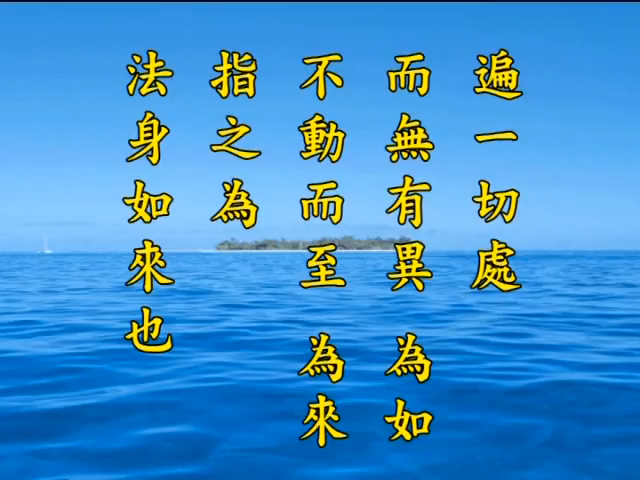 遍一切處
而無有異 為如
不動而至 為來
指之為
法身如來也